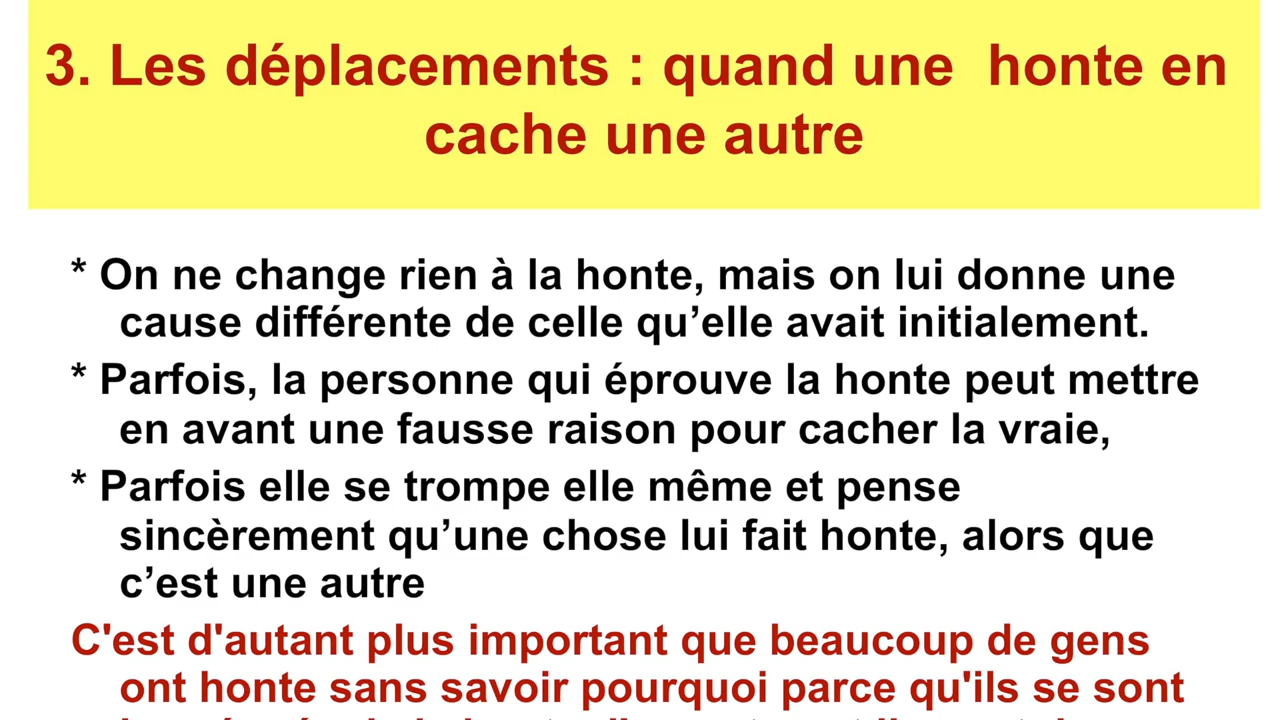 3. Les déplacements : quand une honte en
cache une autre
* On ne change rien à la honte, mais on lui donne une
cause différente de celle qu’elle avait initialement.
* Parfois, la personne qui éprouve la honte peut mettre
en avant une fausse raison pour cacher la vraie,
* Parfois elle se trompe elle même et pense
sincèrement qu’une chose lui fait honte, alors que
c’est une autre
C'est d'autant plus important que beaucoup de gens
ont honte sans savoir pourquoi parce qu'ils se sont